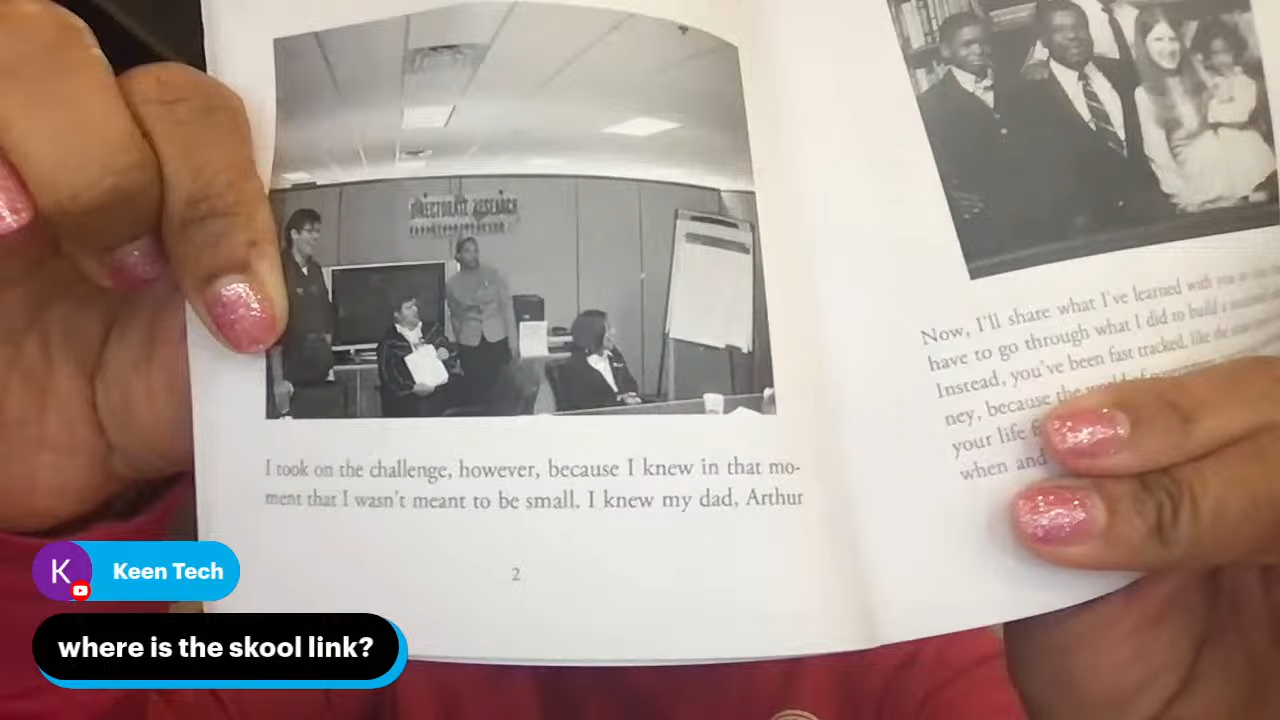 DIRECTORATE RESEARCH
I took on the challenge, however, because I knew in that mo-
ment that I wasn't meant to be small. I knew my dad, Arthur
2
Now, I'll share what I've learned with you
have to go through what I did to build a
Instead, you've been fast tracked, like the
ney, because the
your life
when and
K
Keen Tech
where is the skool link?